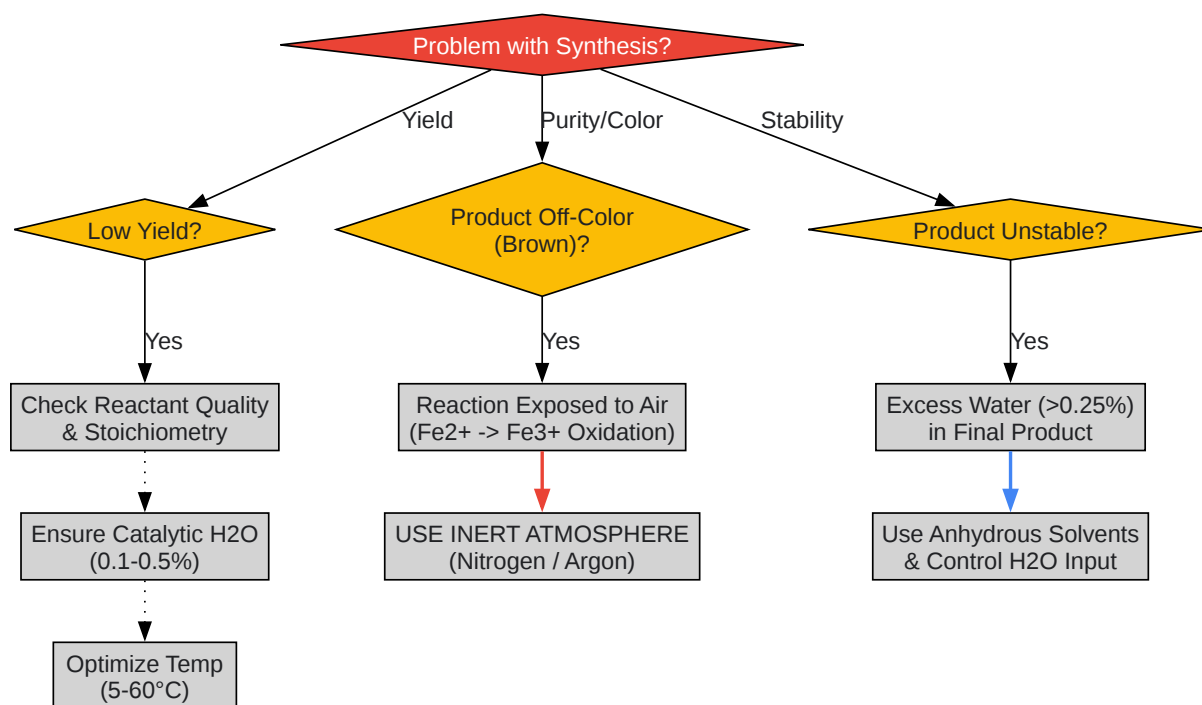 Problem with Synthesis?
Yield
Purity/Color
Stability
Low Yield?
Product Off-Color
(Brown)?
Product Unstable?
Yes
Yes
Yes
Check Reactant Quality
& Stoichiometry
Reaction Exposed to Air
(Fe2+ -> Fe3+ Oxidation)
Excess Water (>0.25%)
in Final Product
Ensure Catalytic H2O
(0.1-0.5%)
USE INERT ATMOSPHERE
(Nitrogen / Argon)
Use Anhydrous Solvents
& Control H2O Input
Optimize Temp
(5-60°C)